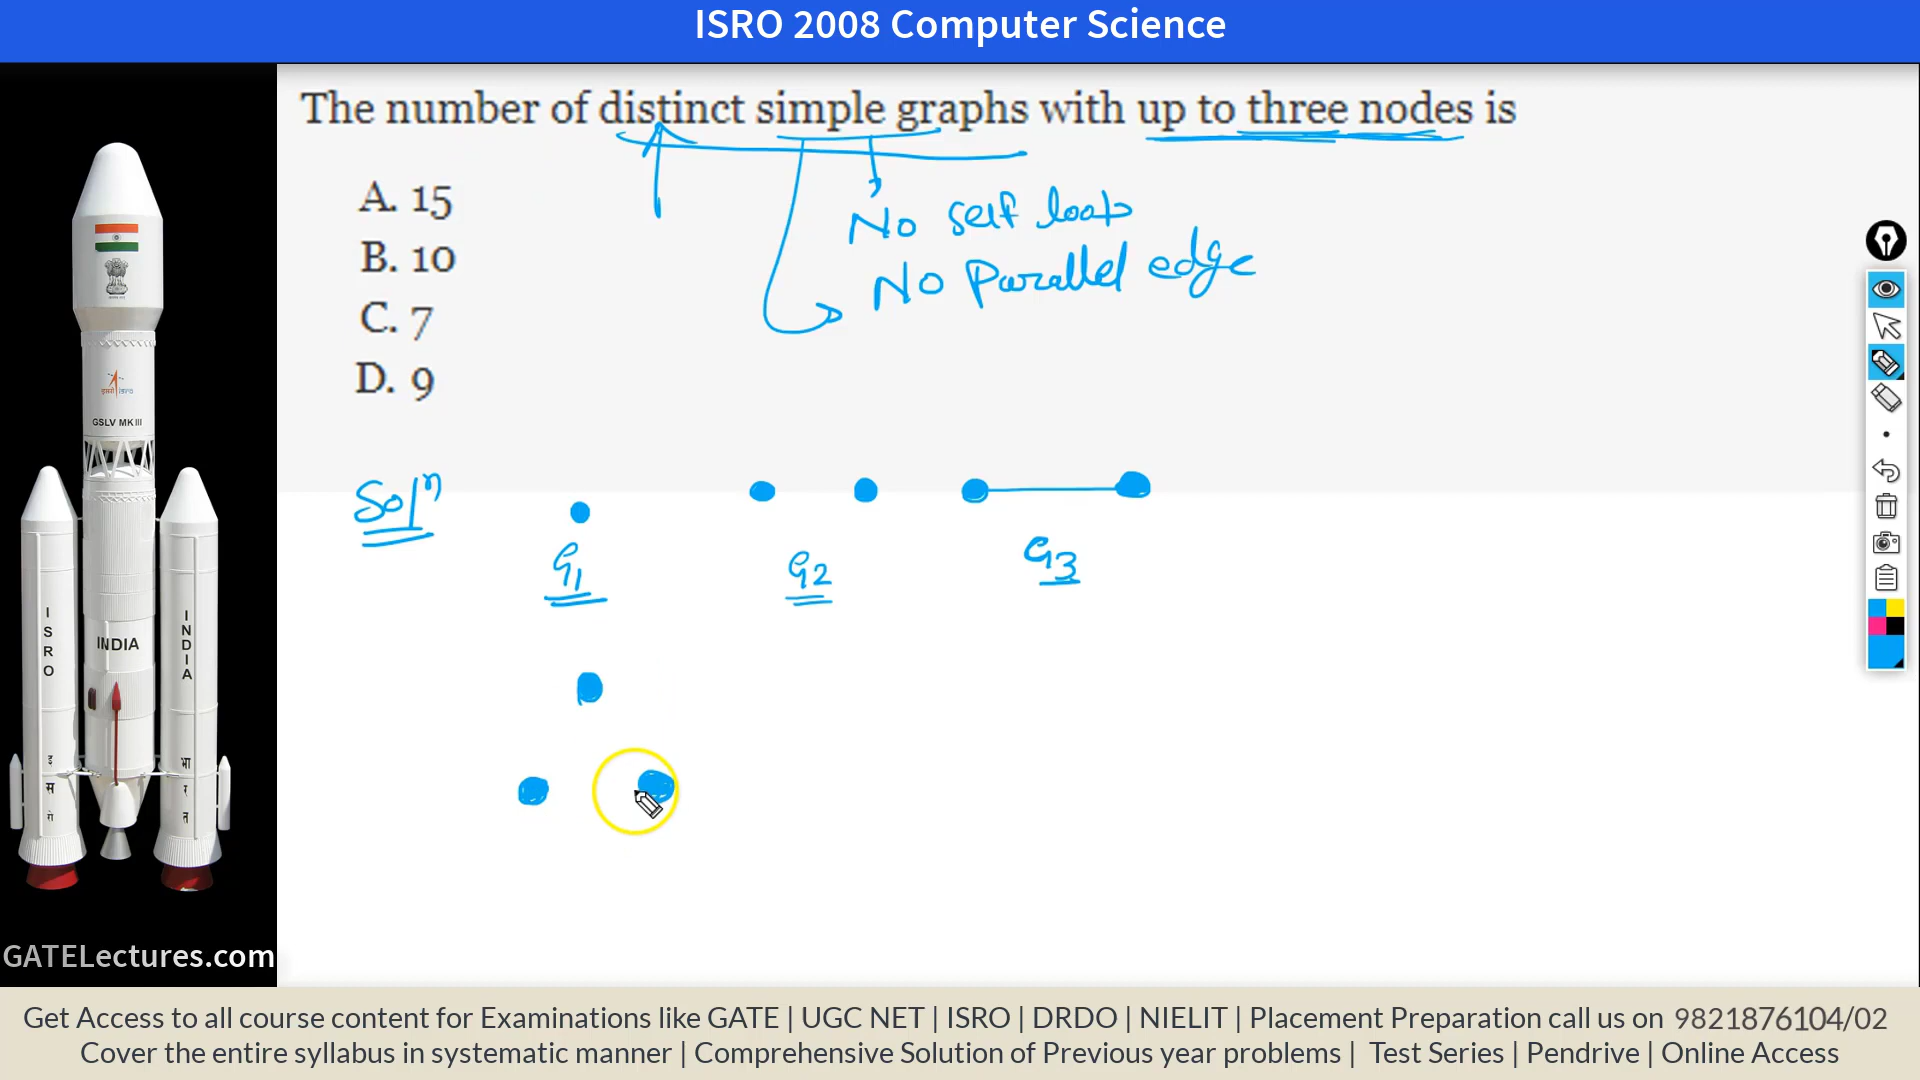 ISRO 2008 Computer Science
The number of distinct simple graphs with up to three nodes is
A. 15
B. 10
C. 7
D. 9
No self loop
No Parallel edge
Solⁿ
G1
G2
G3
GSLV MK III
इसरो isro
INDIA
ISRO
INDIA
इस
भारत
GATELectures.com
Get Access to all course content for Examinations like GATE | UGC NET | ISRO | DRDO | NIELIT | Placement Preparation call us on 9821876104/02
Cover the entire syllabus in systematic manner | Comprehensive Solution of Previous year problems | Test Series | Pendrive | Online Access